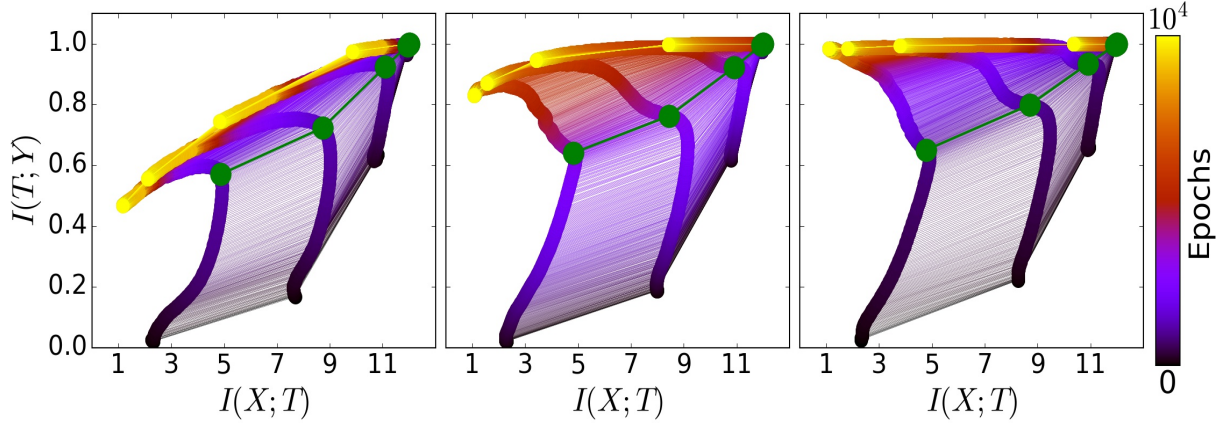 1.0
0.8
0.6
0.4
0.2
0.0
I(T;Y)
1 3 5 7 9 11
1 3 5 7 9 11
1 3 5 7 9 11
I(X;T)
I(X;T)
I(X;T)
10^4
Epochs
0